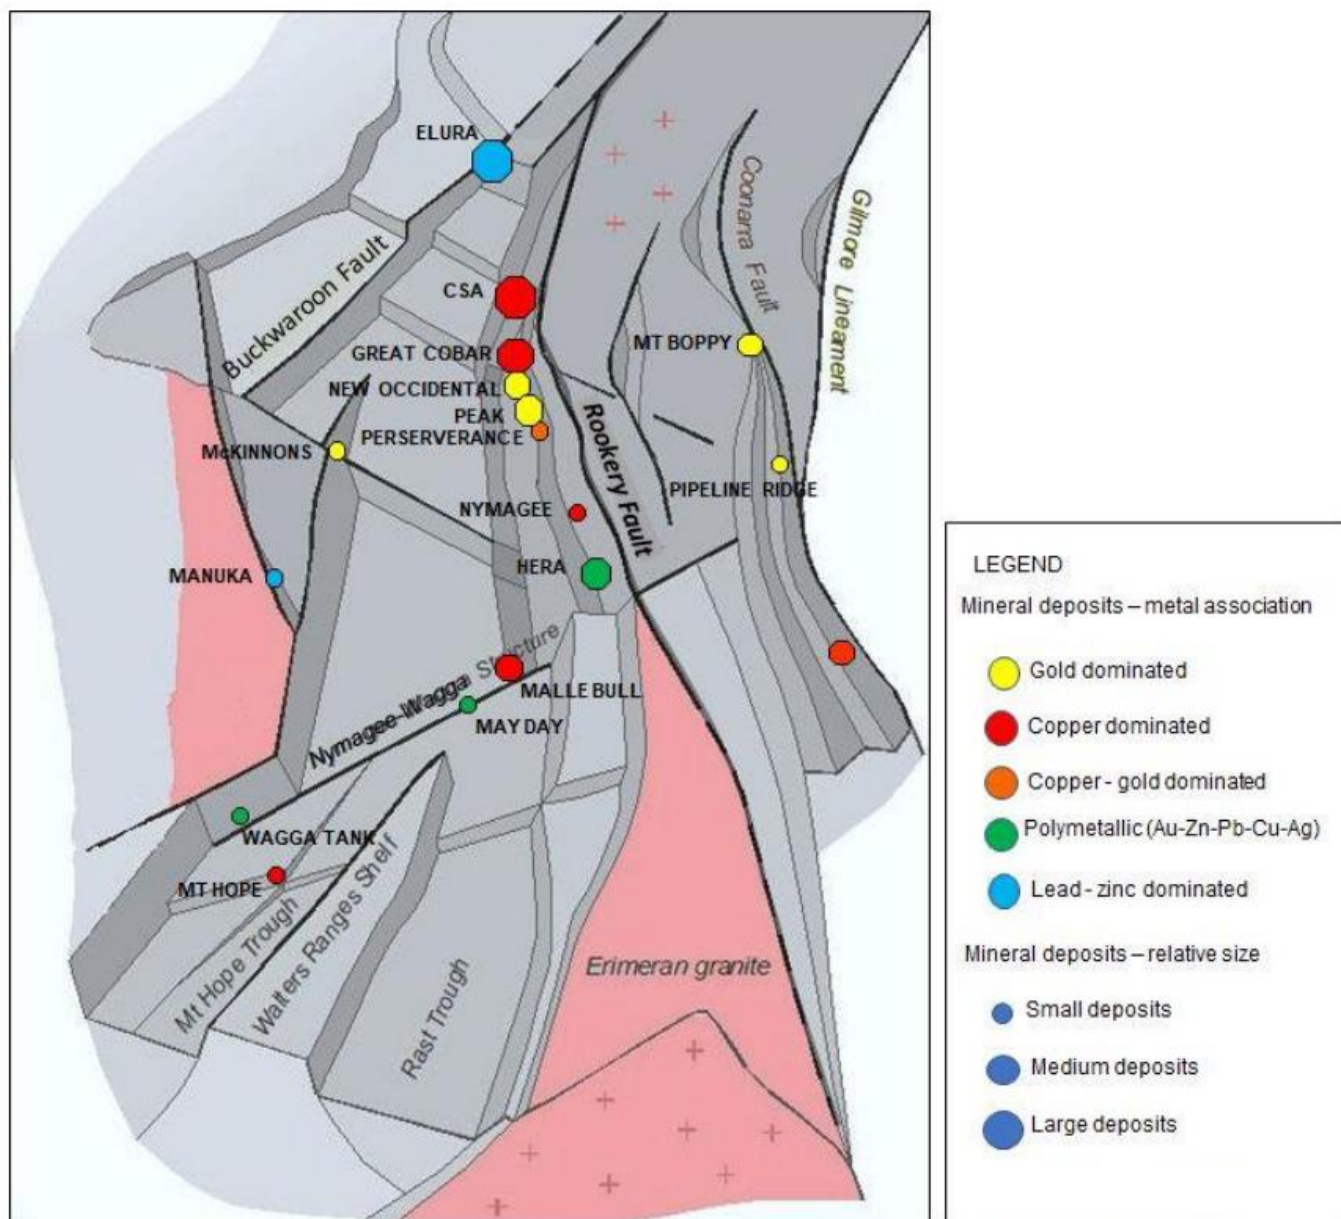 ELURA
Coonarra Fault
Gilmore Lineament
Buckwaroon Fault
CSA
MT BOPPY
GREAT COBAR
NEW OCCIDENTAL
PEAK
PERSERVERANCE
Rookery Fault
McKINNONS
PIPELINE RIDGE
NYMAGEE
HERA
MANUKA
Nymagee-Wagga Structure
MALLE BULL
MAY DAY
WAGGA TANK
MT HOPE
Mt Hope Trough
Walters Ranges Shelf
Rast Trough
Erimeran granite
LEGEND
Mineral deposits – metal association
Gold dominated
Copper dominated
Copper - gold dominated
Polymetallic (Au-Zn-Pb-Cu-Ag)
Lead - zinc dominated
Mineral deposits – relative size
Small deposits
Medium deposits
Large deposits